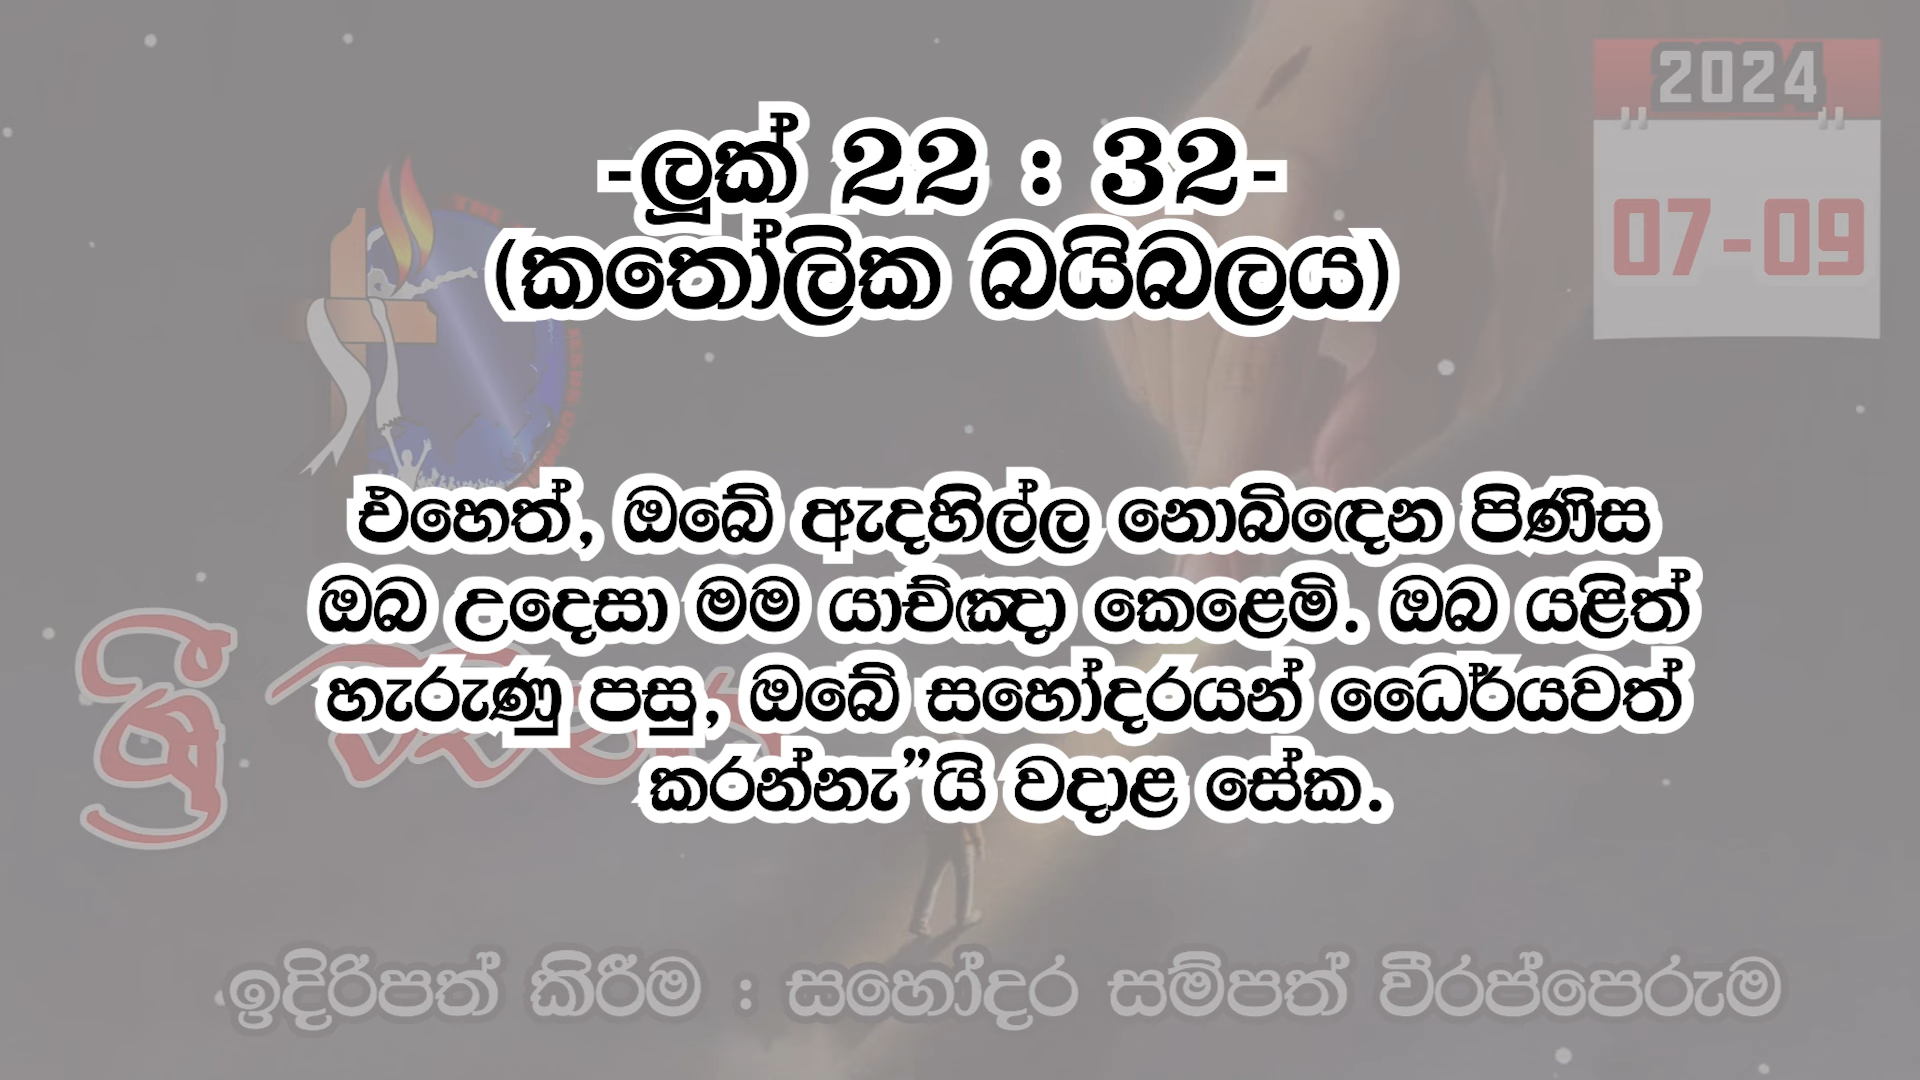 2024
07-09
-ලූක් 22 : 32-
(කතෝලික බයිබලය)
එහෙත්, ඔබේ ඇදහිල්ල නොබිඳෙන පිණිස
ඔබ උදෙසා මම යාච්ඤා කෙළෙමි. ඔබ යළිත්
හැරුණු පසු, ඔබේ සහෝදරයන් ධෛර්යවත්
කරන්නැ”යි වදාළ සේක.
ශ්‍රී
ඉදිරිපත් කිරීම : සහෝදර සම්පත් වීරප්පෙරුම